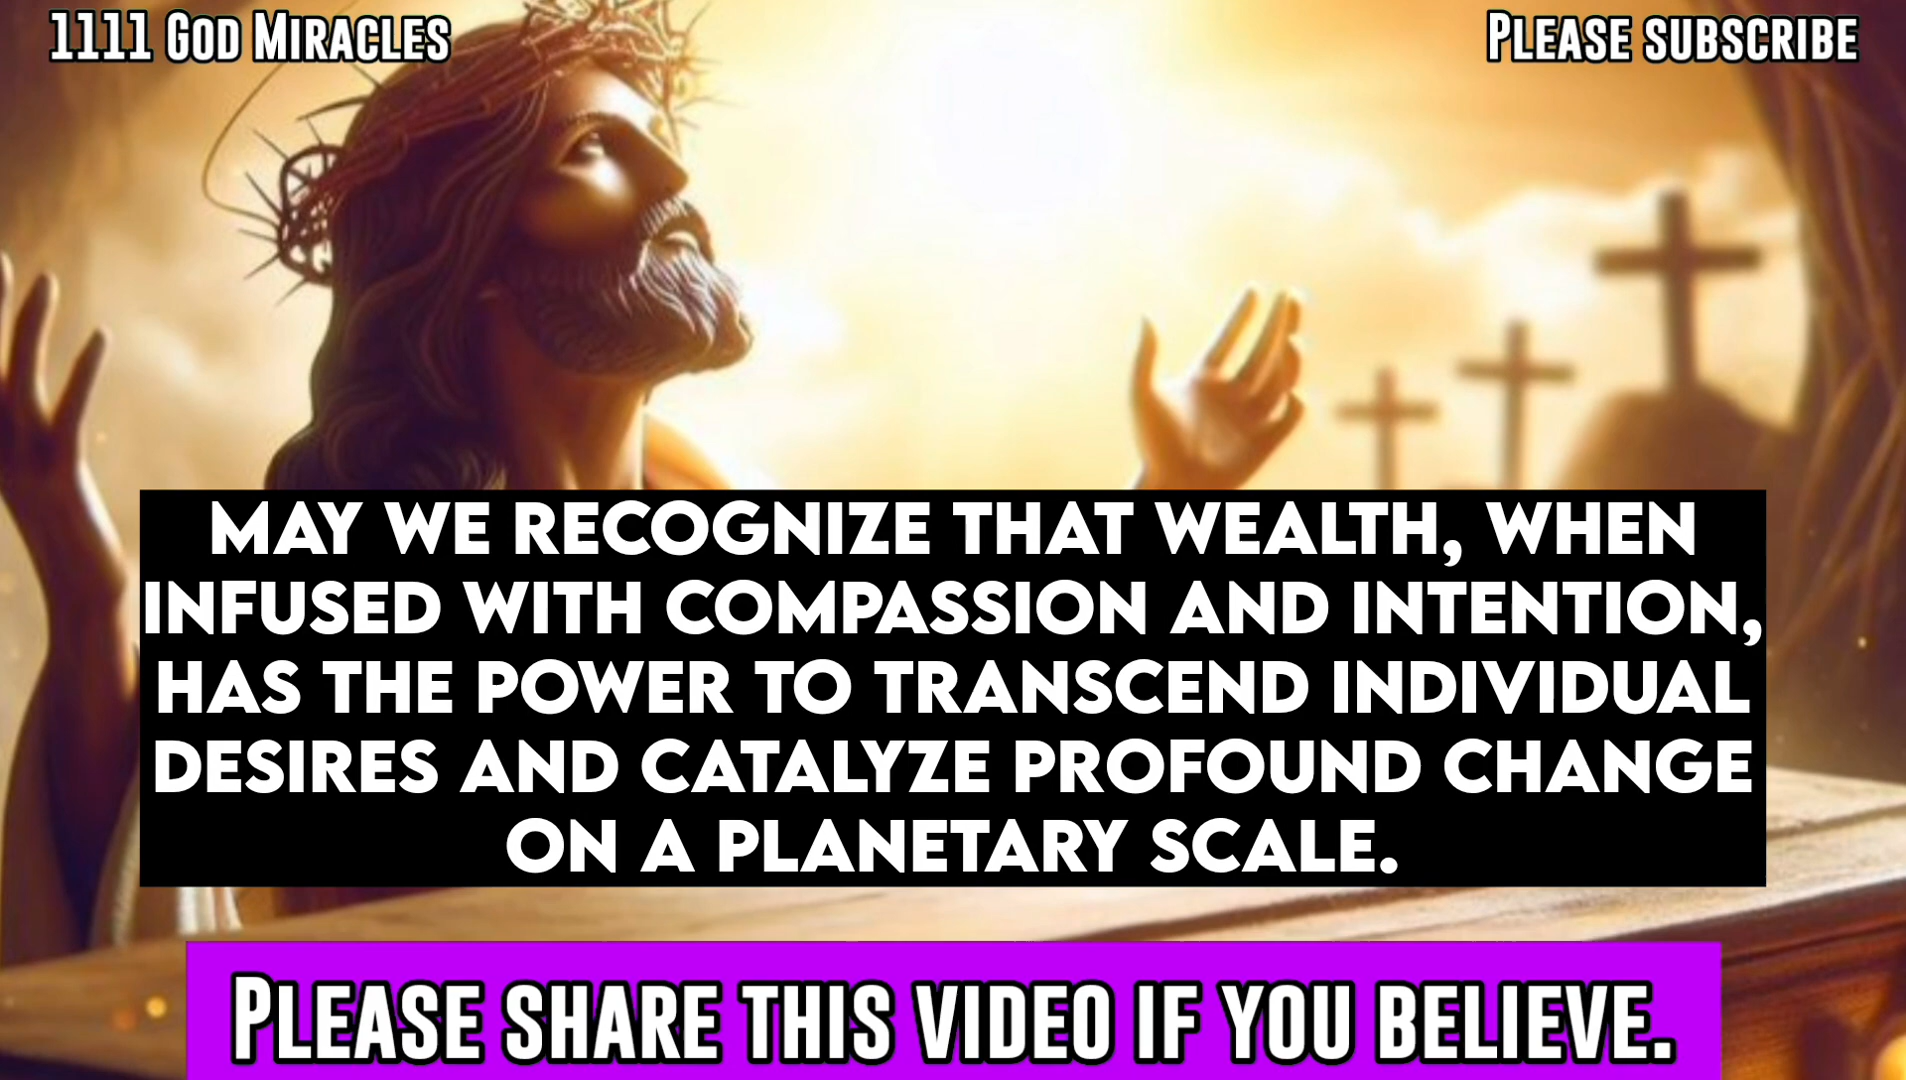 1111 God Miracles
Please subscribe
MAY WE RECOGNIZE THAT WEALTH, WHEN
INFUSED WITH COMPASSION AND INTENTION,
HAS THE POWER TO TRANSCEND INDIVIDUAL
DESIRES AND CATALYZE PROFOUND CHANGE
ON A PLANETARY SCALE.
Please share this video if you believe.